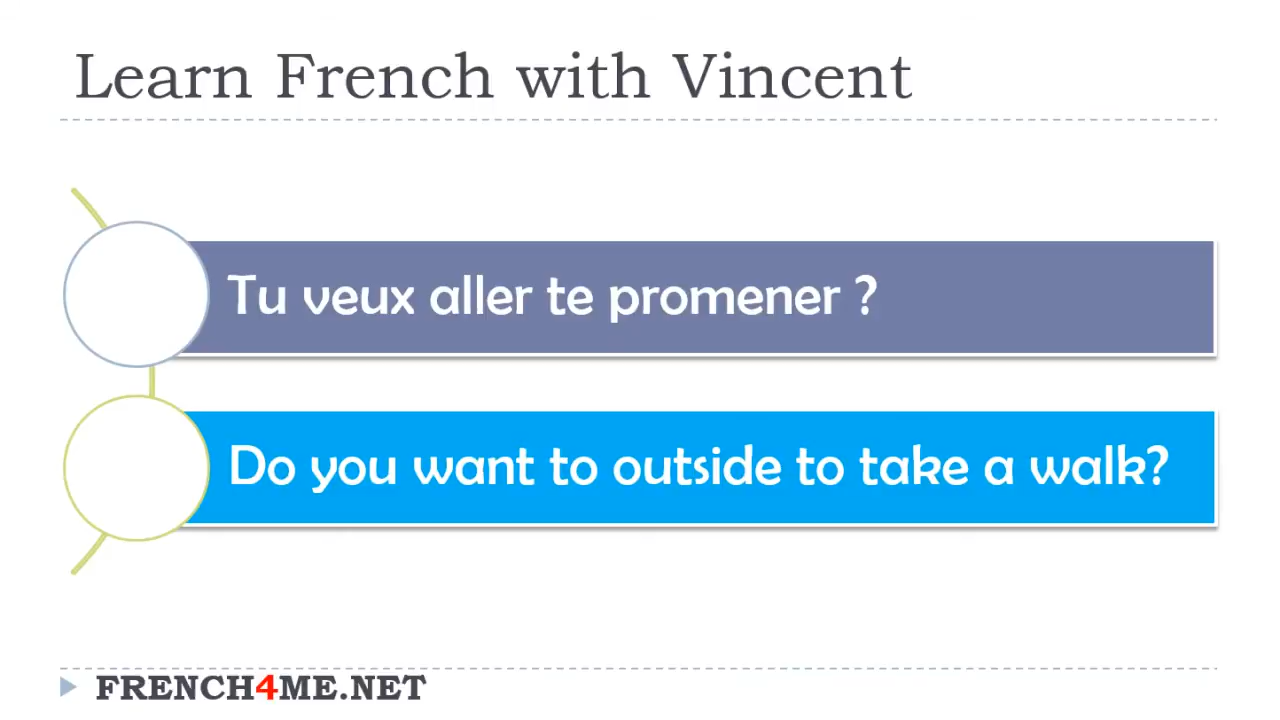 Learn French with Vincent
Tu veux aller te promener ?
Do you want to outside to take a walk?
FRENCH4ME.NET